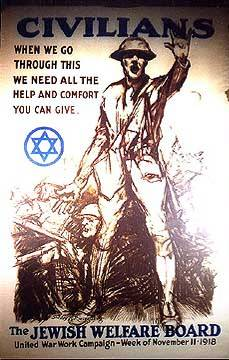 CIVILIANS
WHEN WE GO
THROUGH THIS
WE NEED ALL THE
HELP AND COMFORT
YOU CAN GIVE.
The JEWISH WELFARE BOARD
United War Work Campaign - Week of November 11-1918